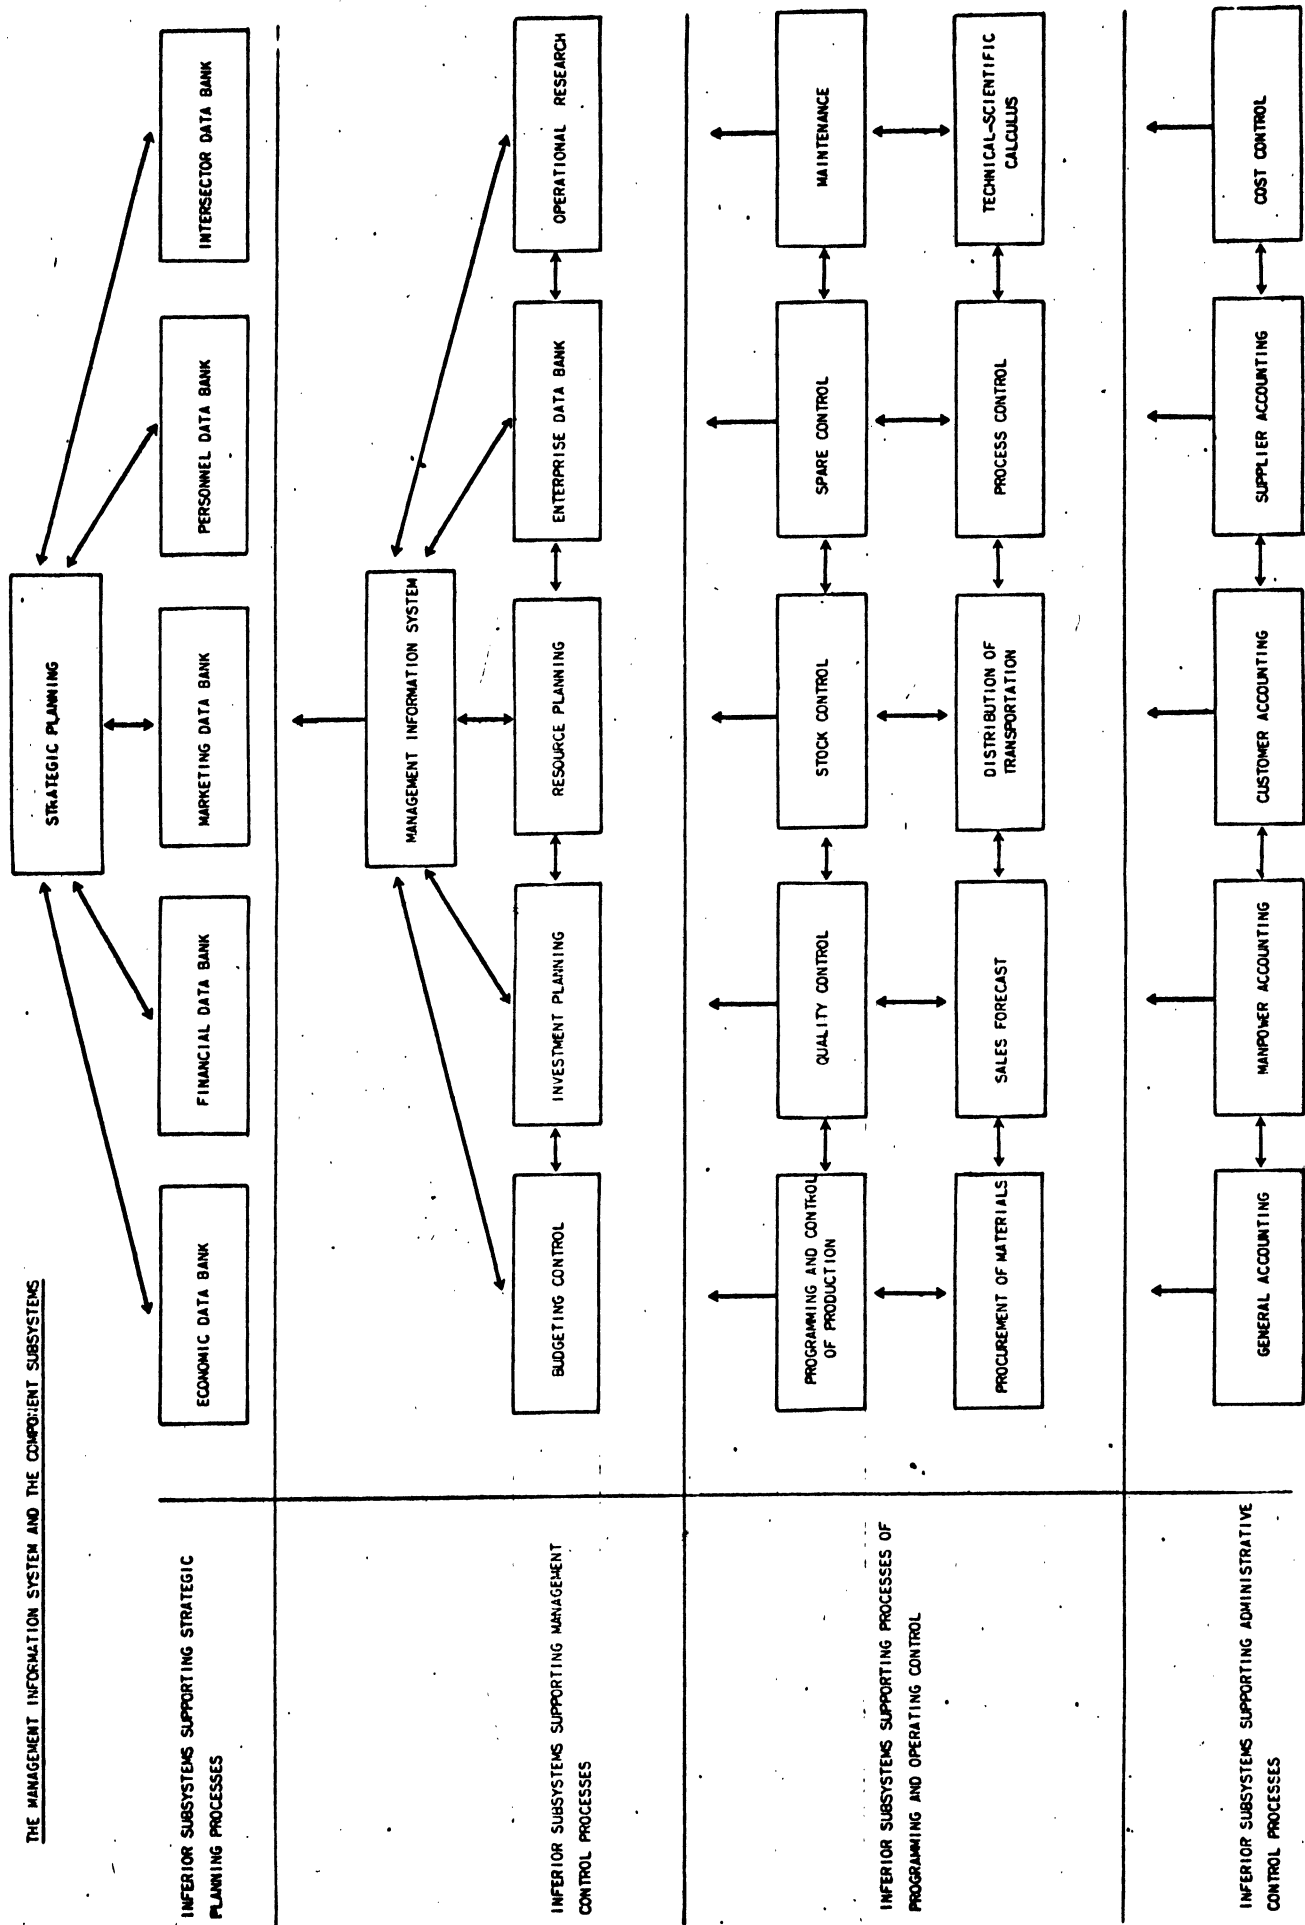 THE MANAGEMENT INFORMATION SYSTEM AND THE COMPONENT SUBSYSTEMS
STRATEGIC PLANNING
INFERIOR SUBSYSTEMS SUPPORTING STRATEGIC
PLANNING PROCESSES
ECONOMIC DATA BANK
FINANCIAL DATA BANK
MARKETING DATA BANK
PERSONNEL DATA BANK
INTERSECTOR DATA BANK
MANAGEMENT INFORMATION SYSTEM
INFERIOR SUBSYSTEMS SUPPORTING MANAGEMENT
CONTROL PROCESSES
BUDGETING CONTROL
INVESTMENT PLANNING
RESOURCE PLANNING
ENTERPRISE DATA BANK
OPERATIONAL RESEARCH
INFERIOR SUBSYSTEMS SUPPORTING PROCESSES OF
PROGRAMMING AND OPERATING CONTROL
PROGRAMMING AND CONTROL
OF PRODUCTION
QUALITY CONTROL
STOCK CONTROL
SPARE CONTROL
MAINTENANCE
PROCUREMENT OF MATERIALS
SALES FORECAST
DISTRIBUTION OF
TRANSPORTATION
PROCESS CONTROL
TECHNICAL-SCIENTIFIC
CALCULUS
INFERIOR SUBSYSTEMS SUPPORTING ADMINISTRATIVE
CONTROL PROCESSES
GENERAL ACCOUNTING
MANPOWER ACCOUNTING
CUSTOMER ACCOUNTING
SUPPLIER ACCOUNTING
COST CONTROL